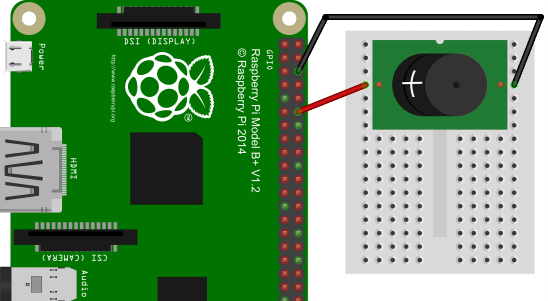 DSI (DISPLAY)
Power
http://www.raspberrypi.org
GPIO
Raspberry Pi Model B+ V1.2
© Raspberry Pi 2014
®
HDMI
CSI (CAMERA)
Audio
+